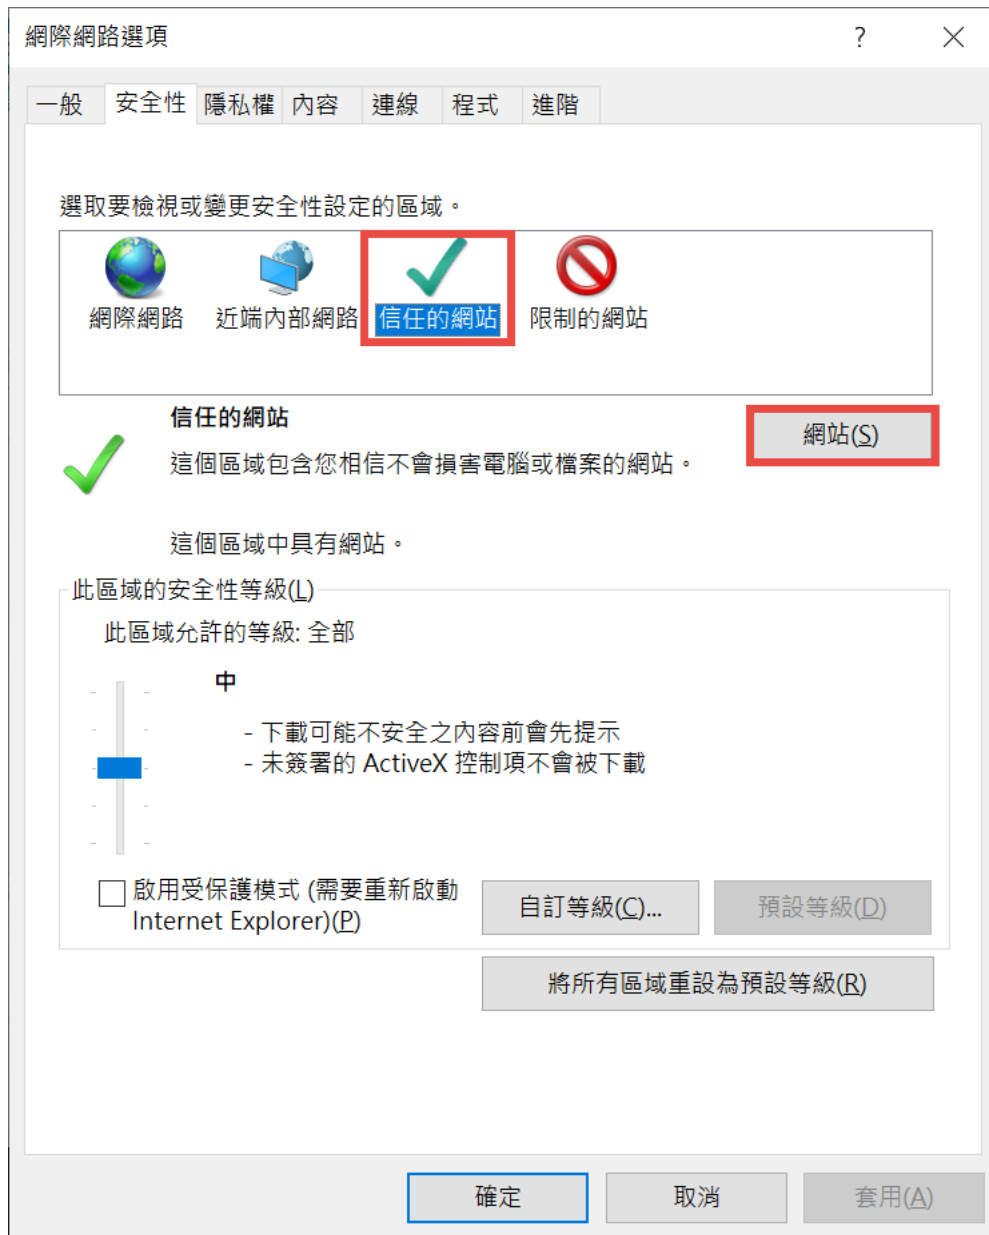 網際網路選項
?
一般 安全性 隱私權 內容 連線 程式 進階
選取要檢視或變更安全性設定的區域。
網際網路 近端內部網路 信任的網站 限制的網站
信任的網站
網站(S)
這個區域包含您相信不會損害電腦或檔案的網站。
這個區域中具有網站。
此區域的安全性等級(L)
此區域允許的等級: 全部
中
- 下載可能不安全之內容前會先提示
- 未簽署的 ActiveX 控制項不會被下載
啟用受保護模式 (需要重新啟動
Internet Explorer)(P)
自訂等級(C)... 預設等級(D)
將所有區域重設為預設等級(R)
確定 取消 套用(A)